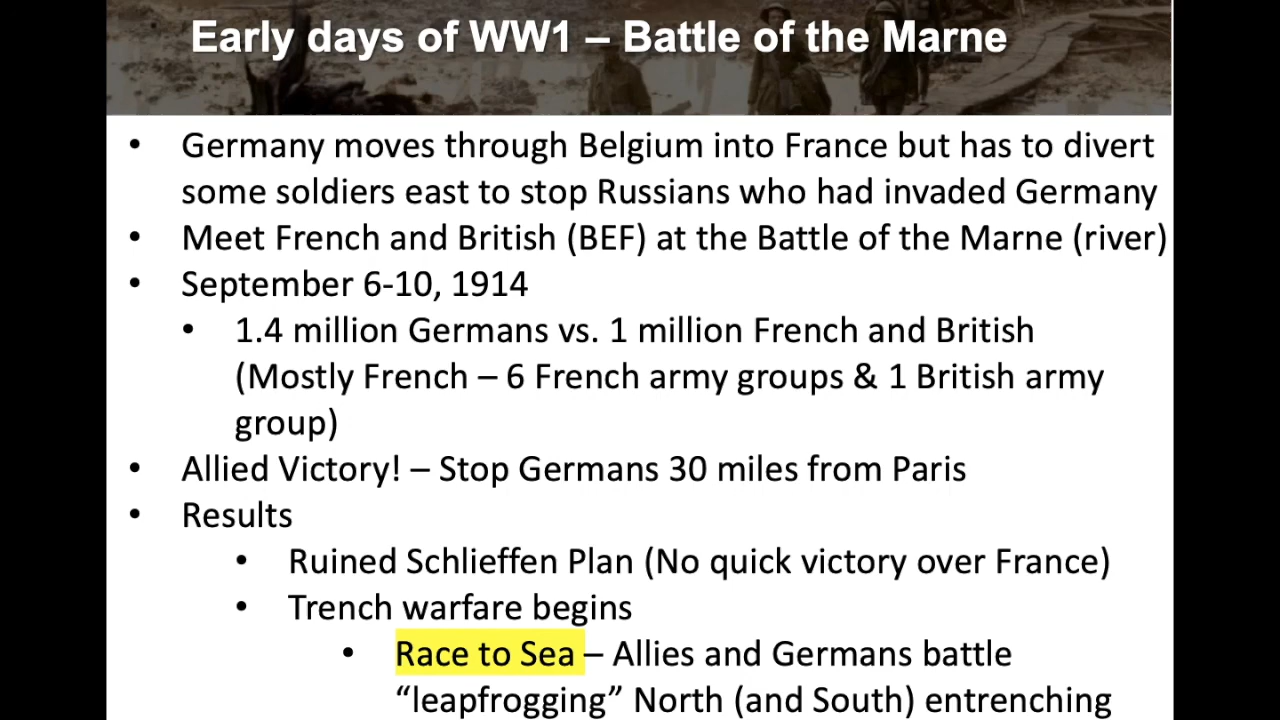 Early days of WW1 – Battle of the Marne
• Germany moves through Belgium into France but has to divert
some soldiers east to stop Russians who had invaded Germany
• Meet French and British (BEF) at the Battle of the Marne (river)
• September 6-10, 1914
• 1.4 million Germans vs. 1 million French and British
(Mostly French – 6 French army groups & 1 British army
group)
• Allied Victory! – Stop Germans 30 miles from Paris
• Results
• Ruined Schlieffen Plan (No quick victory over France)
• Trench warfare begins
• Race to Sea – Allies and Germans battle
“leapfrogging” North (and South) entrenching